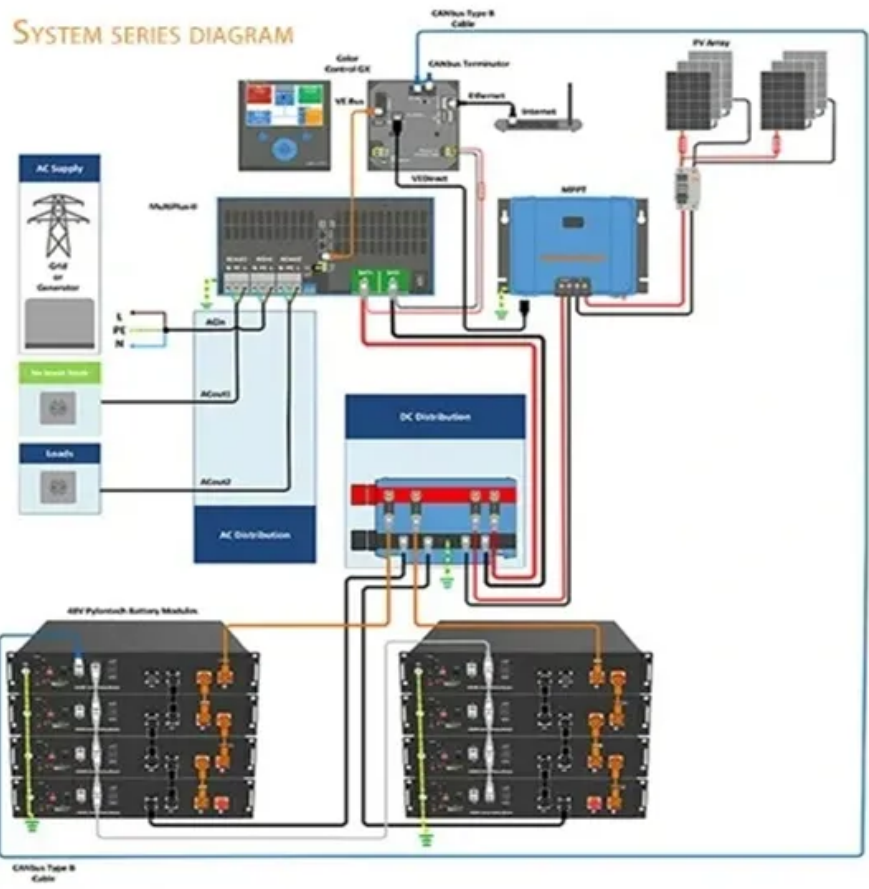 SYSTEM SERIES DIAGRAM
CANbus Type B
Cable
Color
Control GX
CANbus Terminator
PV Array
VE Bus
Ethernet
Internet
AC Supply
VE.Direct
MPPT
MultiPlus-II
Grid
or
Generator
L
PE
N
ACin
ACout1
DC Distribution
Loads
ACout2
AC Distribution
48V Pylontech Battery Modules
CANbus Type B
Cable